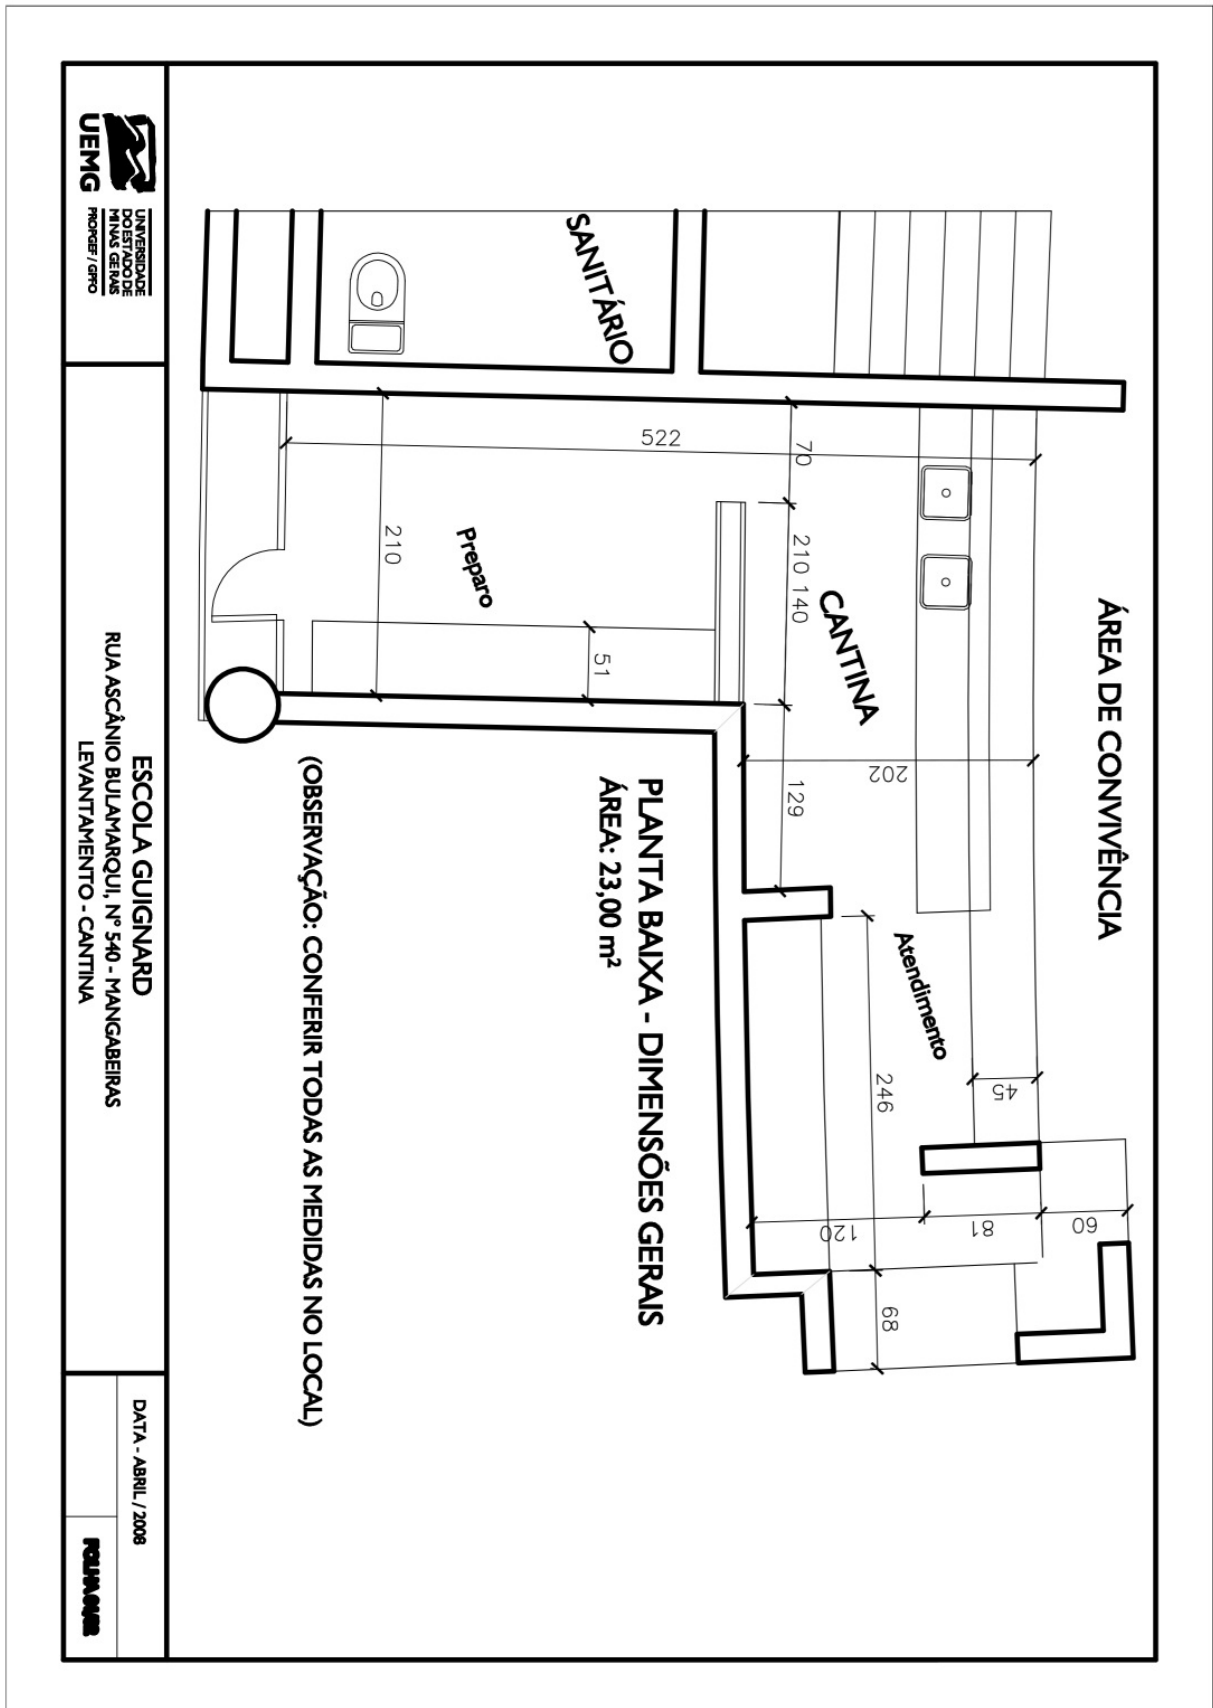 ÁREA DE CONVIVÊNCIA
SANITÁRIO
CANTINA
Preparo
Atendimento
522
70
210 140
210
51
202
129
246
45
120
81
60
68
PLANTA BAIXA - DIMENSÕES GERAIS
ÁREA: 23,00 m²
(OBSERVAÇÃO: CONFERIR TODAS AS MEDIDAS NO LOCAL)
UEMG
UNIVERSIDADE
DO ESTADO DE
MINAS GERAIS
PROPGEF / GPFO
ESCOLA GUIGNARD
RUA ASCÂNIO BULAMARQUI, Nº 540 - MANGABEIRAS
LEVANTAMENTO - CANTINA
DATA - ABRIL / 2008